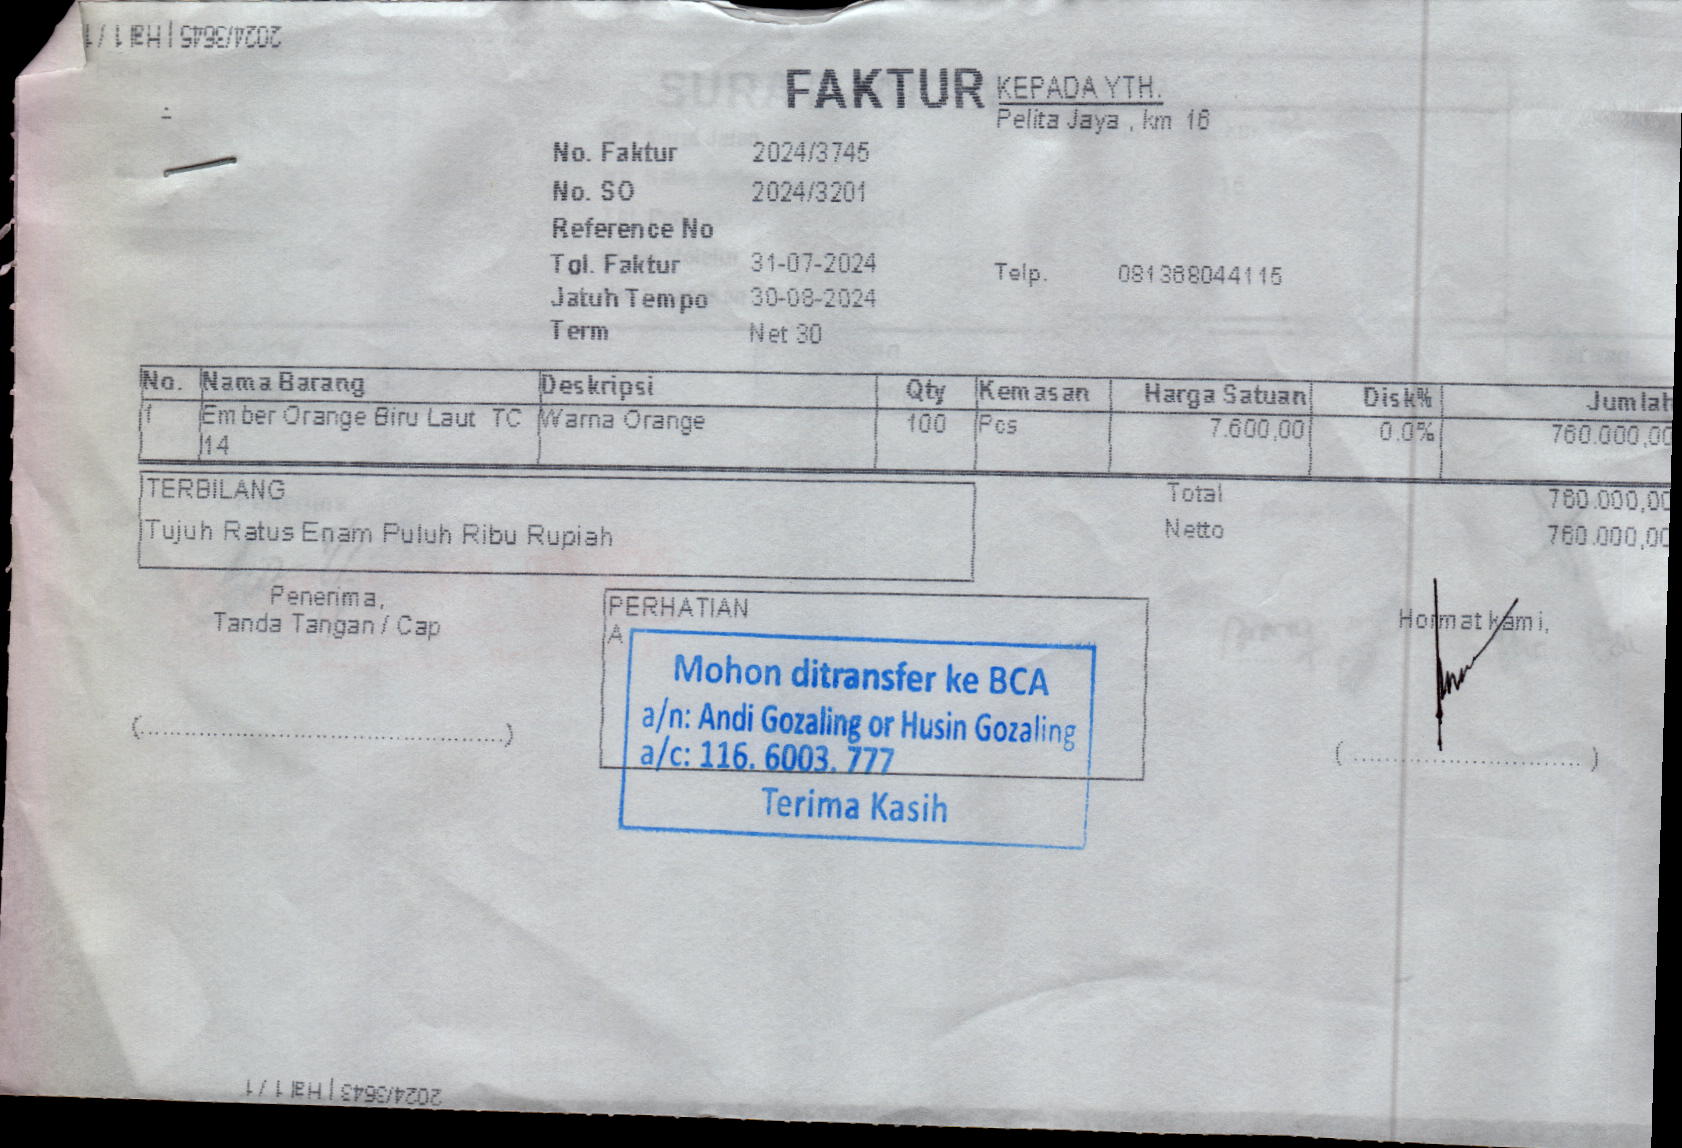 2024/3645 | Hal 1 / 1
FAKTUR
KEPADA YTH.
Pelita Jaya , km 16
No. Faktur 2024/3745
No. SO 2024/3201
Reference No
Tgl. Faktur 31-07-2024
Telp. 081368044115
Jatuh Tempo 30-08-2024
Term Net 30
No. Nama Barang Deskripsi Qty Kemasan Harga Satuan Disk% Jumlah
1 Ember Orange Biru Laut TC 14 Warna Orange 100 Pcs 7.600,00 0.0% 760.000,00
TERBILANG
Tujuh Ratus Enam Puluh Ribu Rupiah
Total 760.000,00
Netto 760.000,00
Penerima,
Tanda Tangan / Cap
(................................................)
PERHATIAN
A
Mohon ditransfer ke BCA
a/n: Andi Gozaling or Husin Gozaling
a/c: 116. 6003. 777
Terima Kasih
Hormat kami,
(..............................)
2024/3643 | Hal 1 / 1